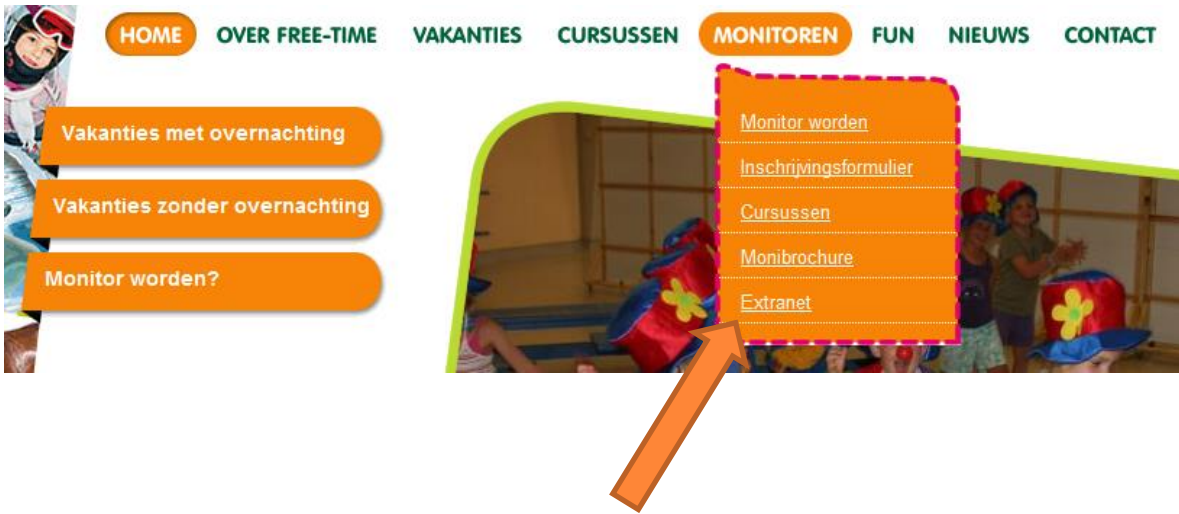 HOME OVER FREE-TIME VAKANTIES CURSUSSEN MONITOREN FUN NIEUWS CONTACT
Vakanties met overnachting
Vakanties zonder overnachting
Monitor worden?
Monitor worden
Inschrijvingsformulier
Cursussen
Monibrochure
Extranet